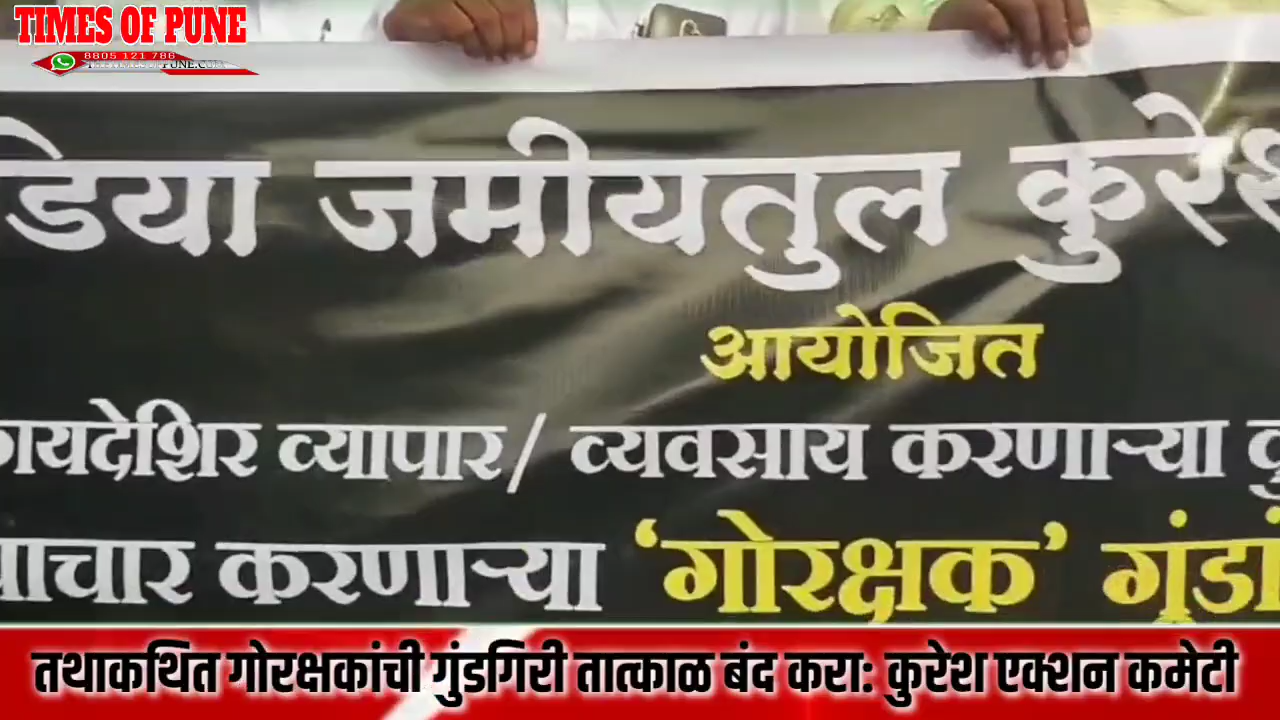 TIMES OF PUNE
8805 121 786
डिया जमीयतुल कुरेश
आयोजित
कायदेशिर व्यापार/ व्यवसाय करणाऱ्या
करणाऱ्या ‘गोरक्षक’ गुंडां
तथाकथित गोरक्षकांची गुंडगिरी तात्काळ बंद करा: कुरेश एक्शन कमेटी